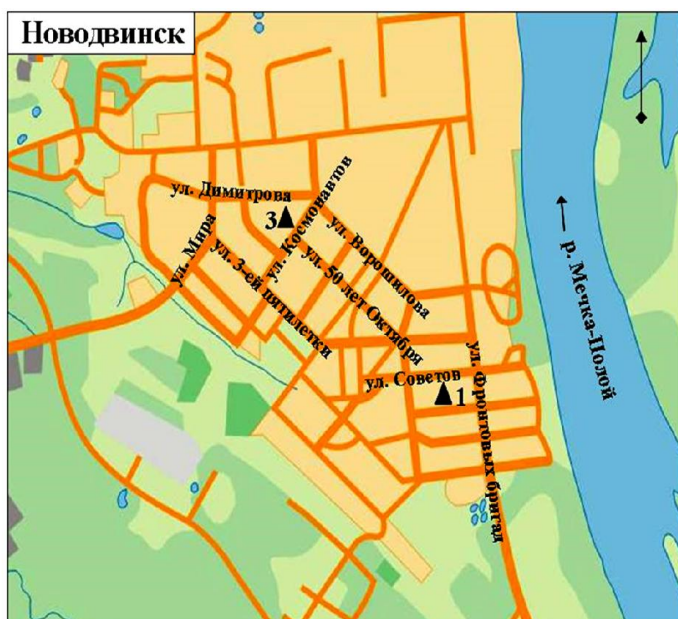 Новодвинск
ул. Димитрова
3
ул. Космонавтов
ул. Мира
ул. 3-ей пятилетки
ул. 50 лет Октября
ул. Ворошилова
р. Мечка-Полой
ул. Советов
1
ул. Фронтовых бригад